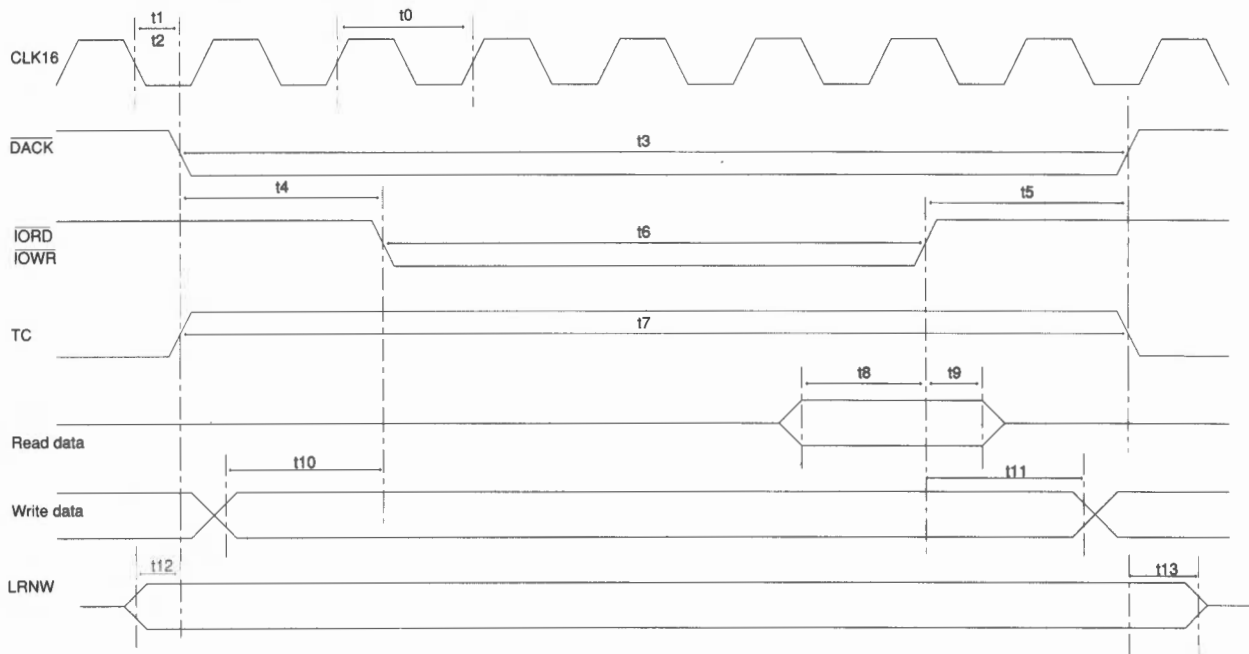 t1
t2
t0
CLK16
DACK
t3
t4
t5
IORD
IOWR
t6
TC
t7
t8
t9
Read data
t10
t11
Write data
t12
LRNW
t13